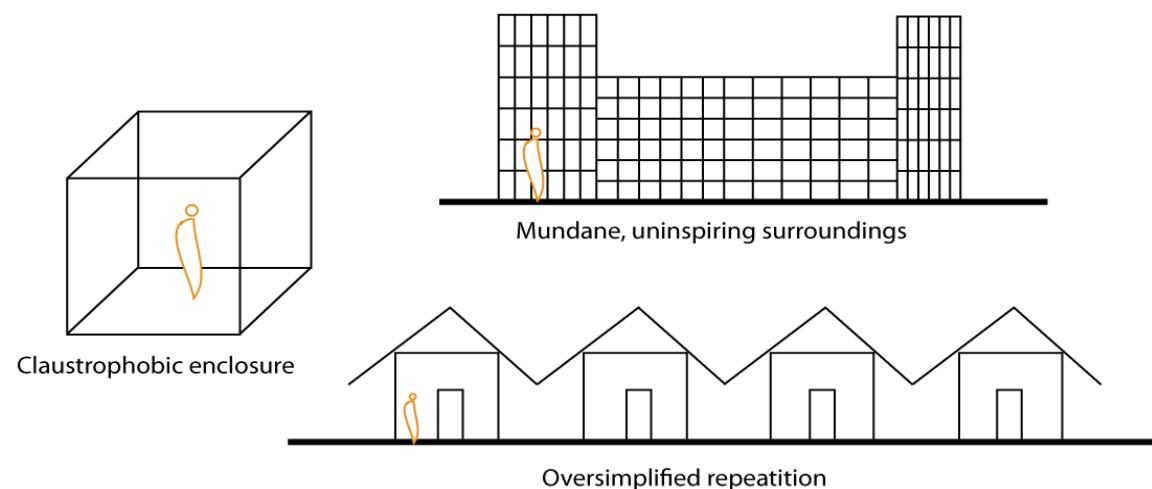 Mundane, uninspiring surroundings
Claustrophobic enclosure
Oversimplified repeatition